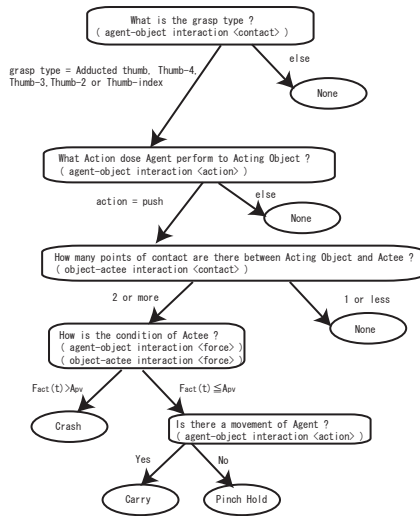 What is the grasp type ?
( agent-object interaction <contact> )
grasp type = Adducted thumb, Thumb-4,
Thumb-3, Thumb-2 or Thumb-index
else
None
What Action dose Agent perform to Acting Object ?
( agent-object interaction <action> )
action = push
else
None
How many points of contact are there between Acting Object and Actee ?
( object-actee interaction <contact> )
2 or more
1 or less
None
How is the condition of Actee ?
( agent-object interaction <force> )
( object-actee interaction <force> )
Fact(t)>Apv
Fact(t)≦Apv
Crash
Is there a movement of Agent ?
( agent-object interaction <action> )
Yes
No
Carry
Pinch Hold